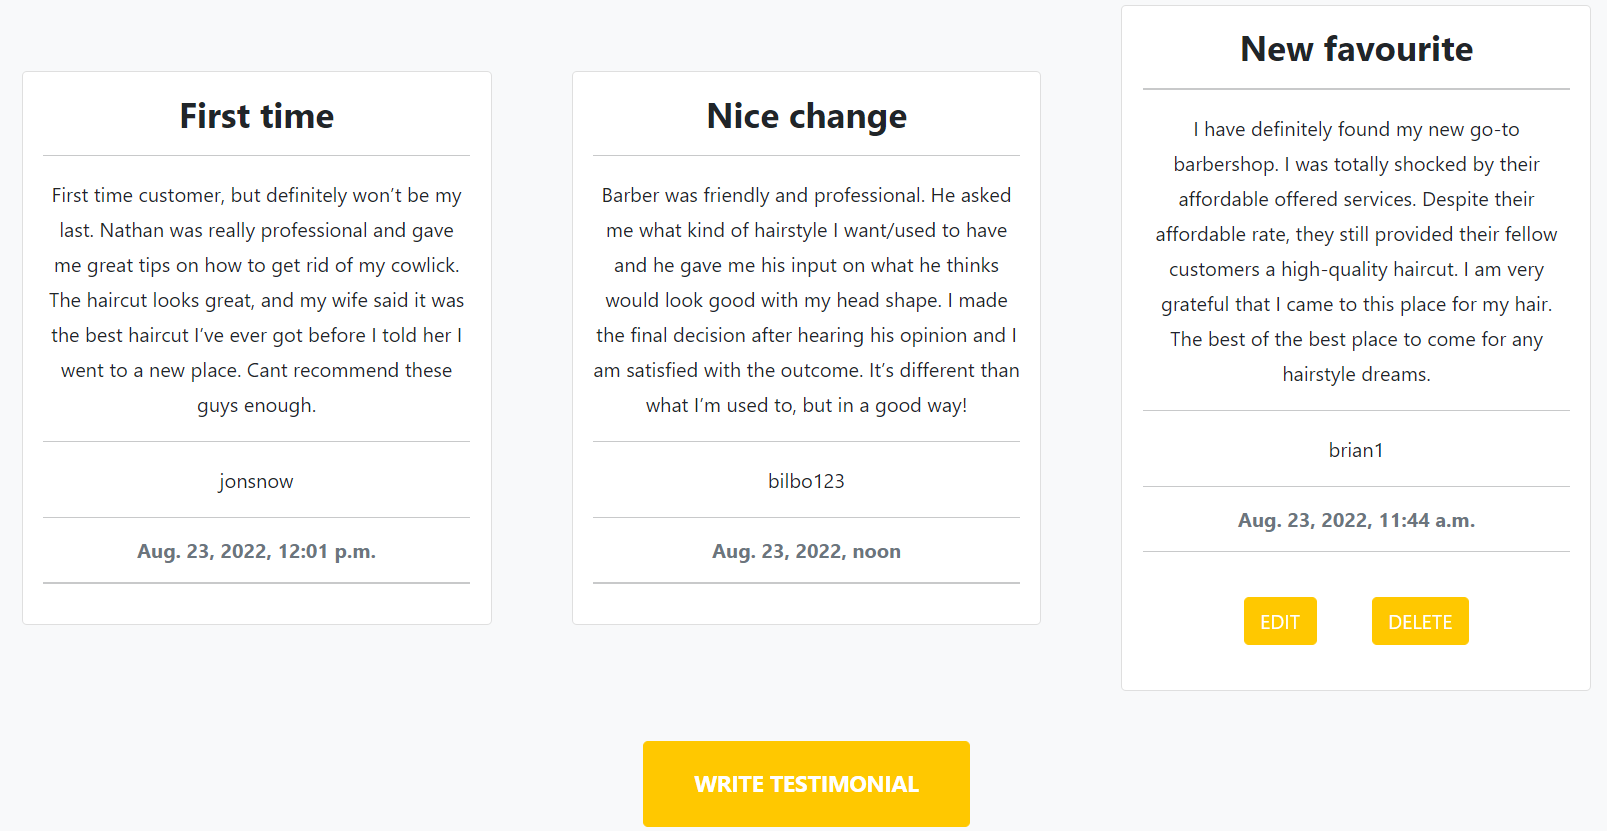 First time
First time customer, but definitely won’t be my
last. Nathan was really professional and gave
me great tips on how to get rid of my cowlick.
The haircut looks great, and my wife said it was
the best haircut I’ve ever got before I told her I
went to a new place. Cant recommend these
guys enough.
jonsnow
Aug. 23, 2022, 12:01 p.m.
Nice change
Barber was friendly and professional. He asked
me what kind of hairstyle I want/used to have
and he gave me his input on what he thinks
would look good with my head shape. I made
the final decision after hearing his opinion and I
am satisfied with the outcome. It’s different than
what I’m used to, but in a good way!
bilbo123
Aug. 23, 2022, noon
New favourite
I have definitely found my new go-to
barbershop. I was totally shocked by their
affordable offered services. Despite their
affordable rate, they still provided their fellow
customers a high-quality haircut. I am very
grateful that I came to this place for my hair.
The best of the best place to come for any
hairstyle dreams.
brian1
Aug. 23, 2022, 11:44 a.m.
EDIT DELETE
WRITE TESTIMONIAL